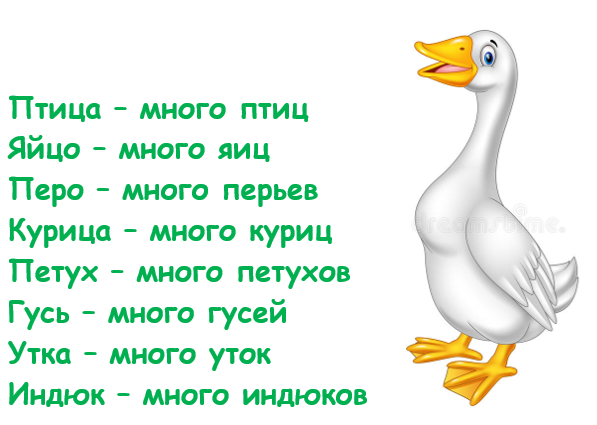 Птица – много птиц
Яйцо – много яиц
Перо – много перьев
Курица – много куриц
Петух – много петухов
Гусь – много гусей
Утка – много уток
Индюк – много индюков
dreamstime.